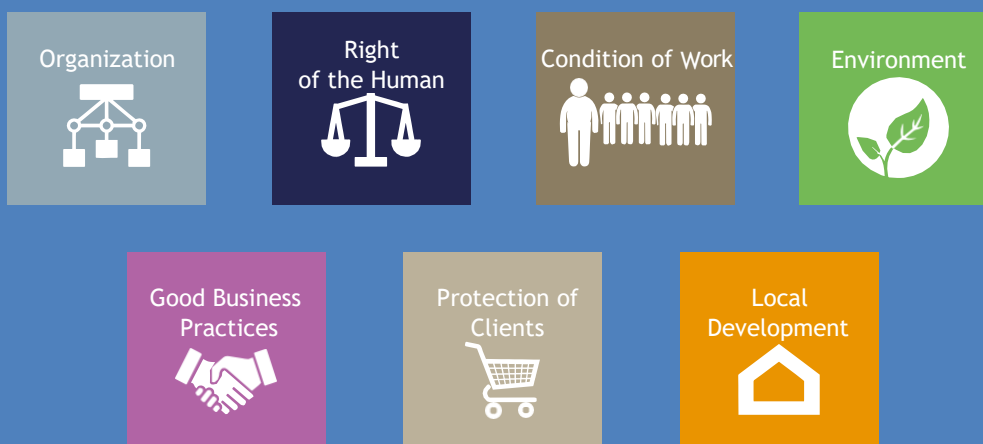 Organization
Right
of the Human
Condition of Work
Environment
Good Business
Practices
Protection of
Clients
Local
Development